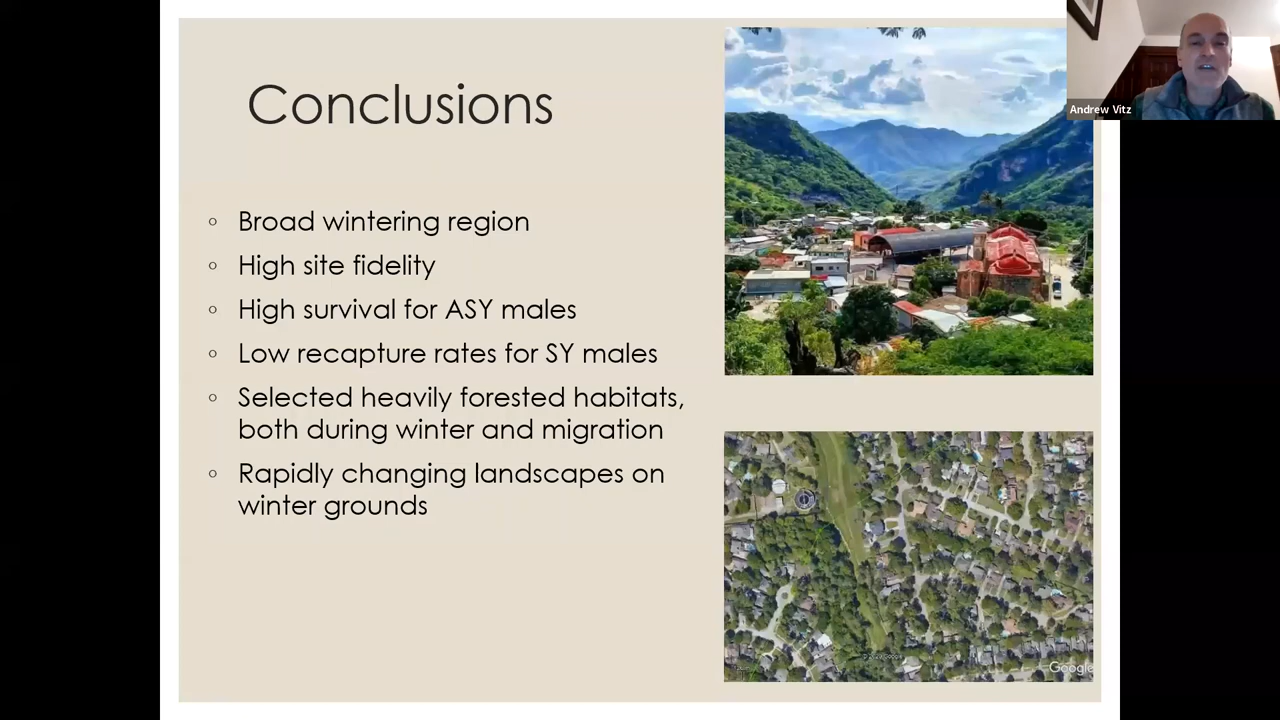 Conclusions
Andrew Vitz
◦ Broad wintering region
◦ High site fidelity
◦ High survival for ASY males
◦ Low recapture rates for SY males
◦ Selected heavily forested habitats,
both during winter and migration
◦ Rapidly changing landscapes on
winter grounds
Google